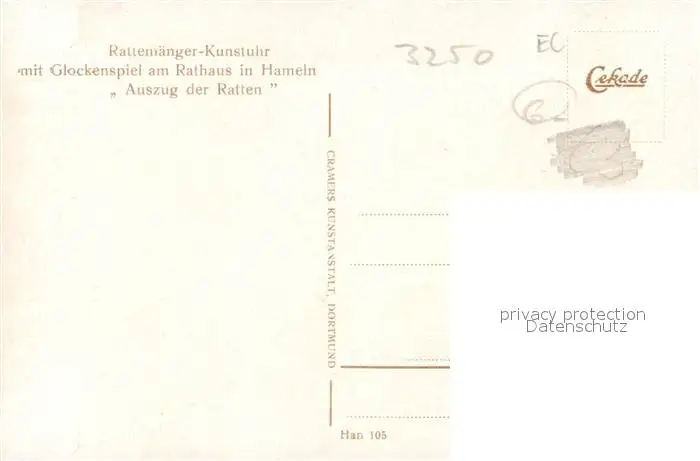 Rattenfänger-Kunstuhr
mit Glockenspiel am Rathaus in Hameln
„ Auszug der Ratten ”
3250
EC
Cekade
CRAMERS KUNSTANSTALT, DORTMUND
privacy protection
Datenschutz
Han 105